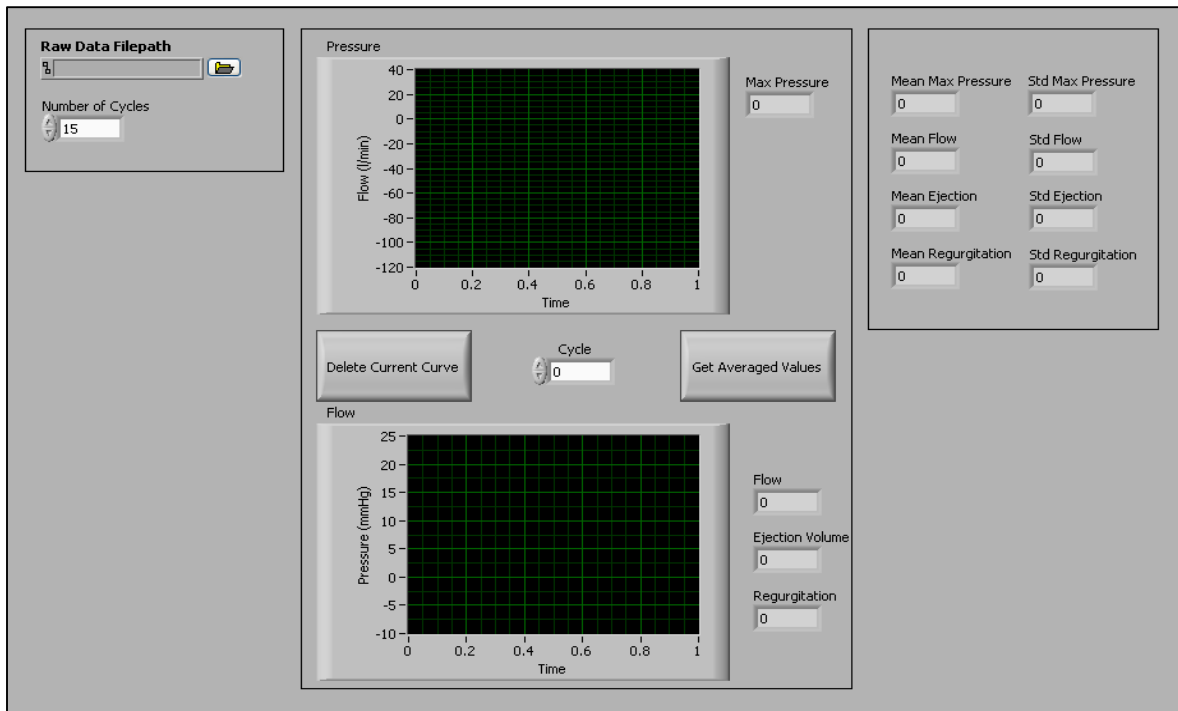 Raw Data Filepath
Number of Cycles
15
Pressure
40
20
0
-20
-40
-60
-80
-100
-120
Flow (l/min)
0 0.2 0.4 0.6 0.8 1
Time
Max Pressure
0
Delete Current Curve
Cycle
0
Get Averaged Values
Flow
25
20
15
10
5
0
-5
-10
Pressure (mmHg)
0 0.2 0.4 0.6 0.8 1
Time
Flow
0
Ejection Volume
0
Regurgitation
0
Mean Max Pressure Std Max Pressure
0 0
Mean Flow Std Flow
0 0
Mean Ejection Std Ejection
0 0
Mean Regurgitation Std Regurgitation
0 0